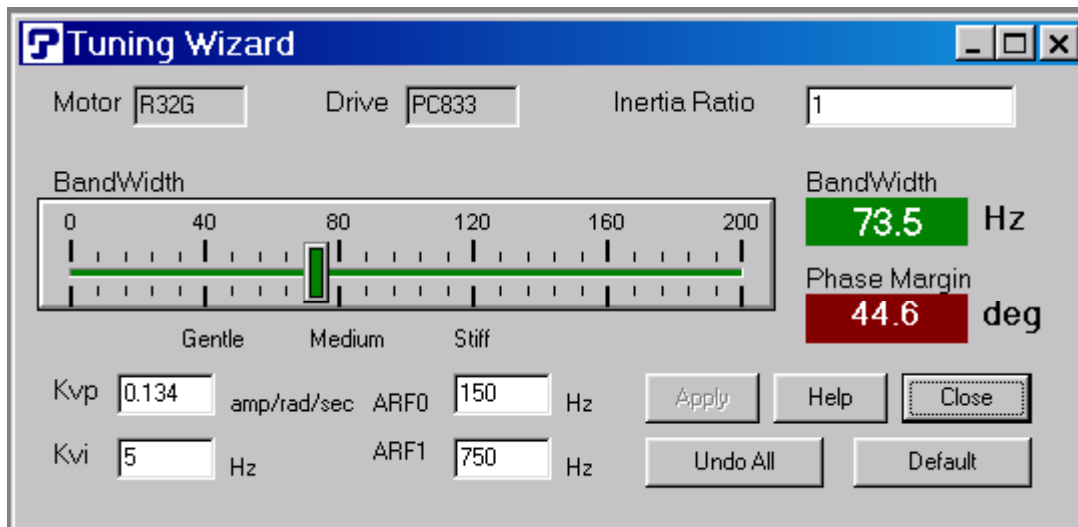 Tuning Wizard
Motor R32G Drive PC833 Inertia Ratio 1
BandWidth BandWidth
0 40 80 120 160 200
73.5 Hz
Phase Margin
44.6 deg
Gentle Medium Stiff
Kvp 0.134 amp/rad/sec ARF0 150 Hz Apply Help Close
Kvi 5 Hz ARF1 750 Hz Undo All Default